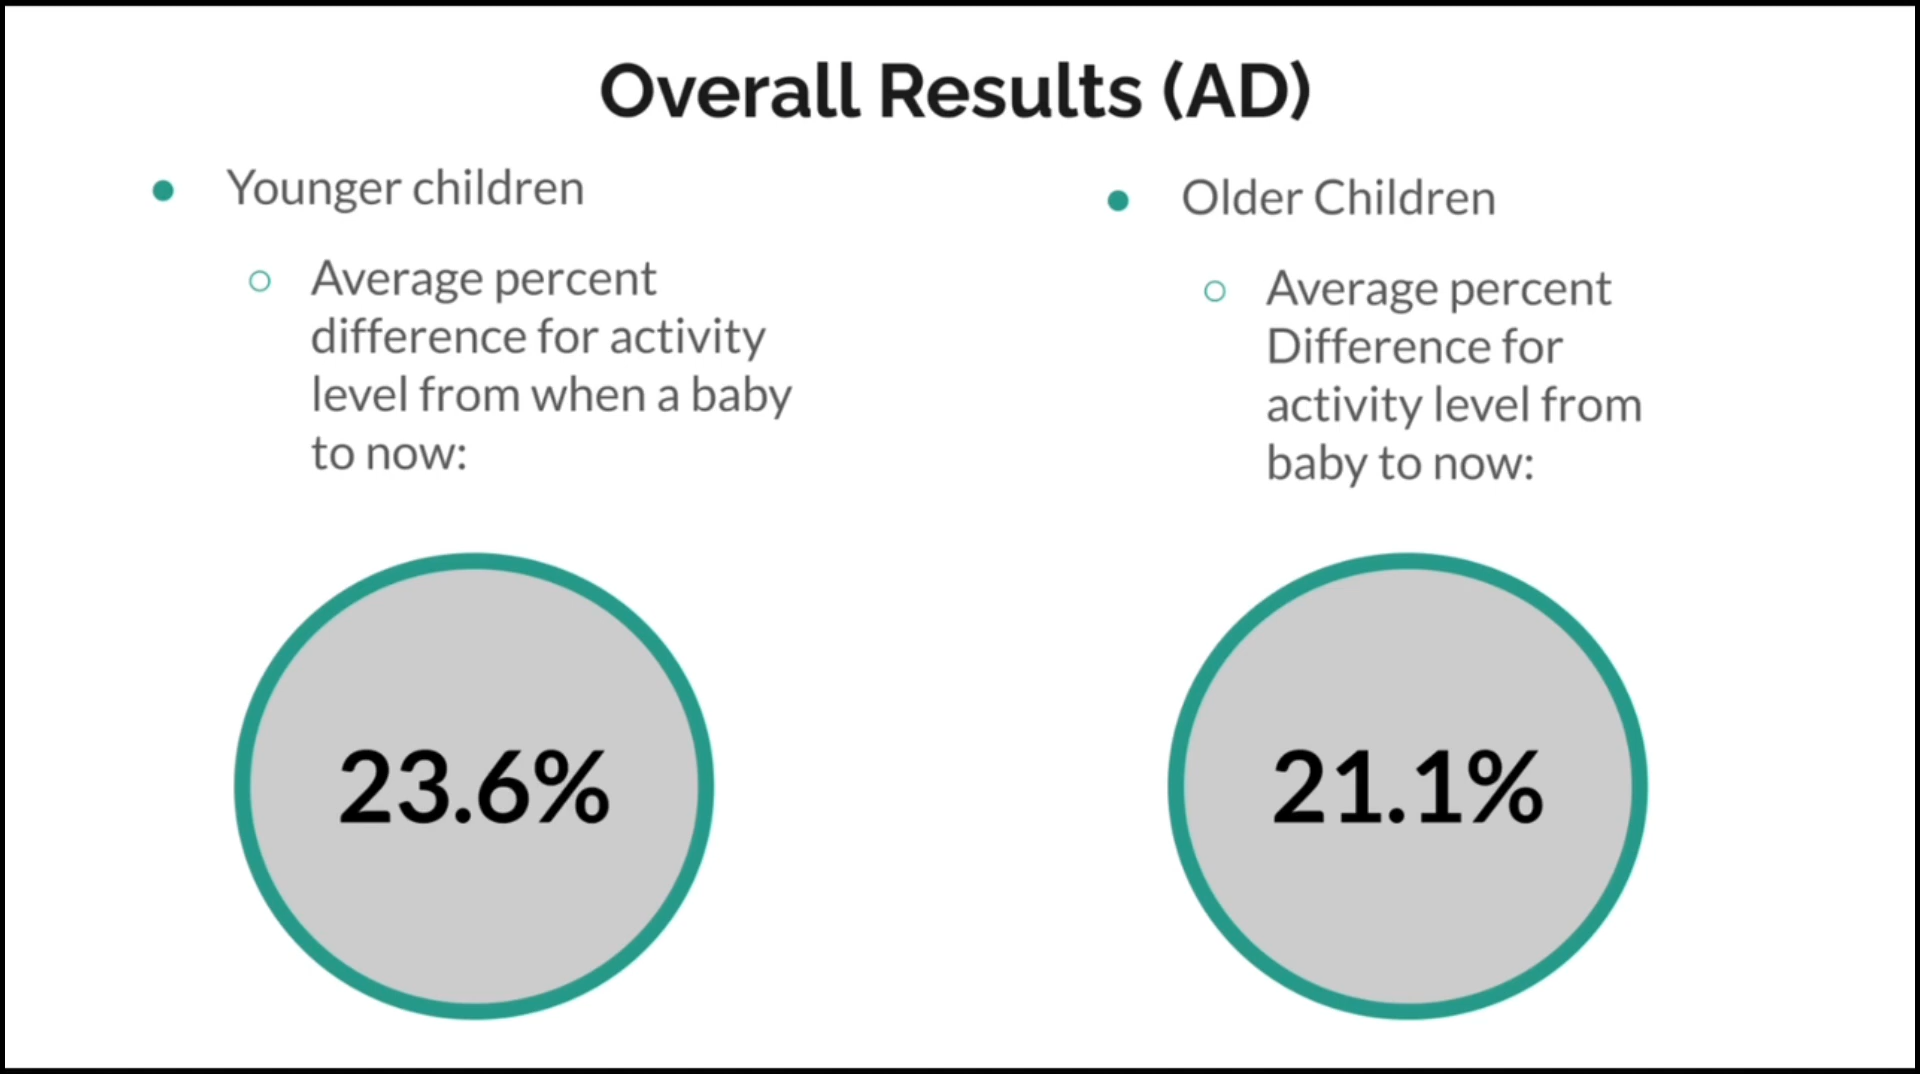 Overall Results (AD)
Younger children
Average percent
difference for activity
level from when a baby
to now:
23.6%
Older Children
Average percent
Difference for
activity level from
baby to now:
21.1%